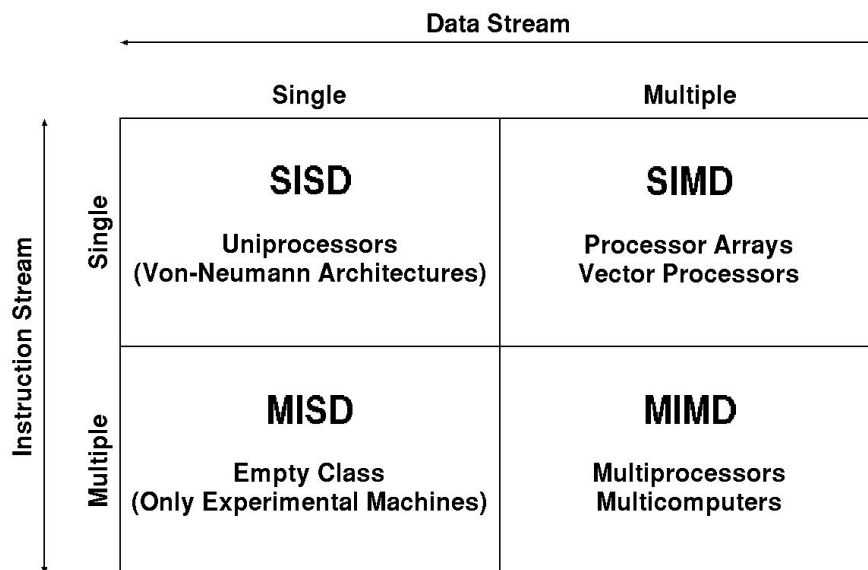 Data Stream
Single
Multiple
Instruction Stream
Single
SISD
Uniprocessors
(Von-Neumann Architectures)
SIMD
Processor Arrays
Vector Processors
Multiple
MISD
Empty Class
(Only Experimental Machines)
MIMD
Multiprocessors
Multicomputers